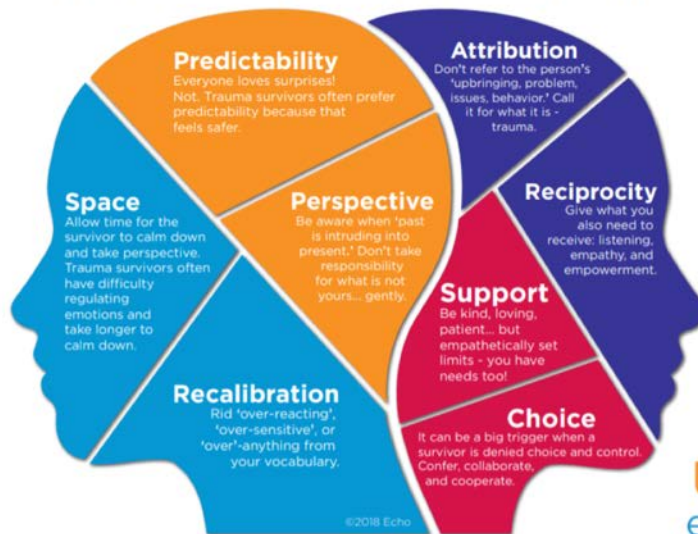 Predictability
Everyone loves surprises!
Not. Trauma survivors often prefer
predictability because that
feels safer.
Attribution
Don't refer to the person's
'upbringing, problem,
issues, behavior.' Call
it for what it is -
trauma.
Space
Allow time for the
survivor to calm down
and take perspective.
Trauma survivors often
have difficulty
regulating
emotions and
take longer to
calm down.
Perspective
Be aware when 'past
is intruding into
present.' Don't take
responsibility
for what is not
yours... gently.
Reciprocity
Give what you
also need to
receive: listening,
empathy, and
empowerment.
Support
Be kind, loving,
patient... but
empathetically set
limits - you have
needs too!
Recalibration
Rid 'over-reacting',
'over-sensitive', or
'over'-anything from
your vocabulary.
Choice
It can be a big trigger when a
survivor is denied choice and control.
Confer, collaborate,
and cooperate.
©2018 Echo